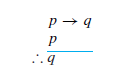 p → q
p
∴ q